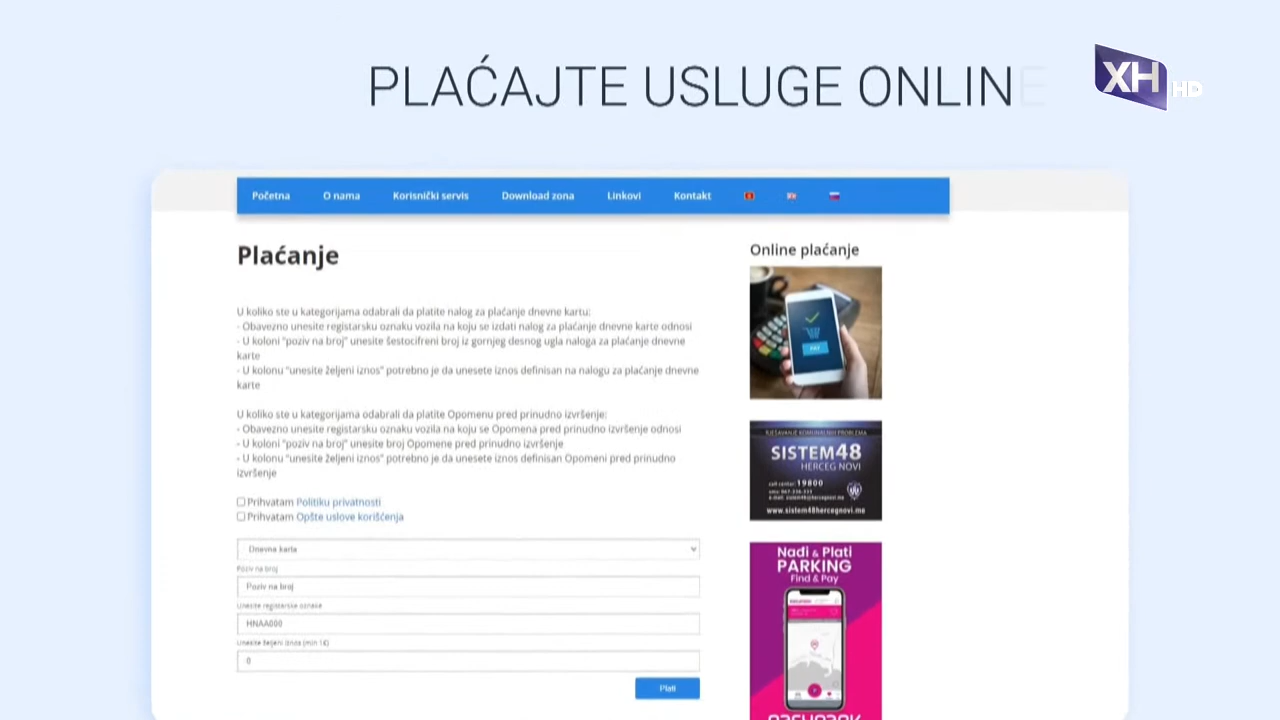 PLAĆAJTE USLUGE ONLINE
XH HD
Početna O nama Korisnički servis Download zona Linkovi Kontakt
Plaćanje
U koliko ste u kategorijama odabrali da platite nalog za plaćanje dnevne kartu:
- Obavezno unesite registarsku oznaku vozila na koju se izdati nalog za plaćanje dnevne karte odnosi
- U koloni "poziv na broj" unesite šestocifreni broj iz gornjeg desnog ugla naloga za plaćanje dnevne
karte
- U kolonu "unesite željeni iznos" potrebno je da unesete iznos definisan na nalogu za plaćanje dnevne
karte
U koliko ste u kategorijama odabrali da platite Opomenu pred prinudno izvršenje:
- Obavezno unesite registarsku oznaku vozila na koju se Opomena pred prinudno izvršenje odnosi
- U koloni "poziv na broj" unesite broj Opomene pred prinudno izvršenje
- U kolonu "unesite željeni iznos" potrebno je da unesete iznos definisan Opomeni pred prinudno
izvršenje
Prihvatam Politiku privatnosti
Prihvatam Opšte uslove korišćenja
Dnevna karta
Poziv na broj
Poziv na broj
Unesite registarske oznake
HNAA000
Unesite željeni iznos (min 1€)
0
Plati
Online plaćanje
RJEŠAVANJE KOMUNALNIH PROBLEMA
SISTEM48
HERCEG NOVI
call centar: 19800
www.sistem48hercegnovi.me
Nađi & Plati
PARKING
Find & Pay